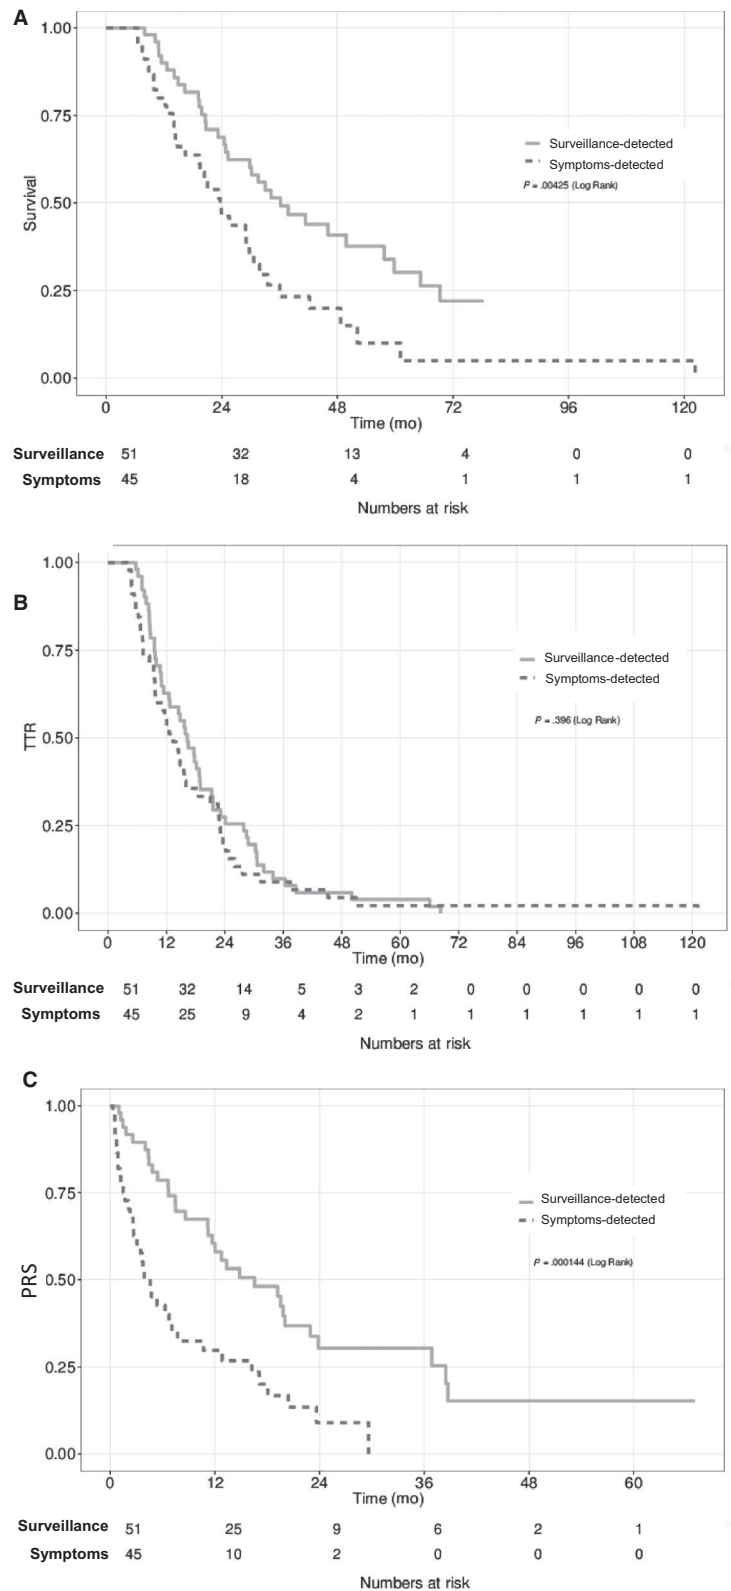 A
1.00
0.75
0.50
0.25
0.00
Survival
Surveillance-detected
Symptoms-detected
P = .00425 (Log Rank)
0 24 48 72 96 120
Time (mo)
Surveillance 51 32 13 4 0 0
Symptoms 45 18 4 1 1 1
Numbers at risk
B
1.00
0.75
0.50
0.25
0.00
TTR
Surveillance-detected
Symptoms-detected
P = .396 (Log Rank)
0 12 24 36 48 60 72 84 96 108 120
Time (mo)
Surveillance 51 32 14 5 3 2 0 0 0 0 0
Symptoms 45 25 9 4 2 1 1 1 1 1 1
Numbers at risk
C
1.00
0.75
0.50
0.25
0.00
PRS
Surveillance-detected
Symptoms-detected
P = .000144 (Log Rank)
0 12 24 36 48 60
Time (mo)
Surveillance 51 25 9 6 2 1
Symptoms 45 10 2 0 0 0
Numbers at risk